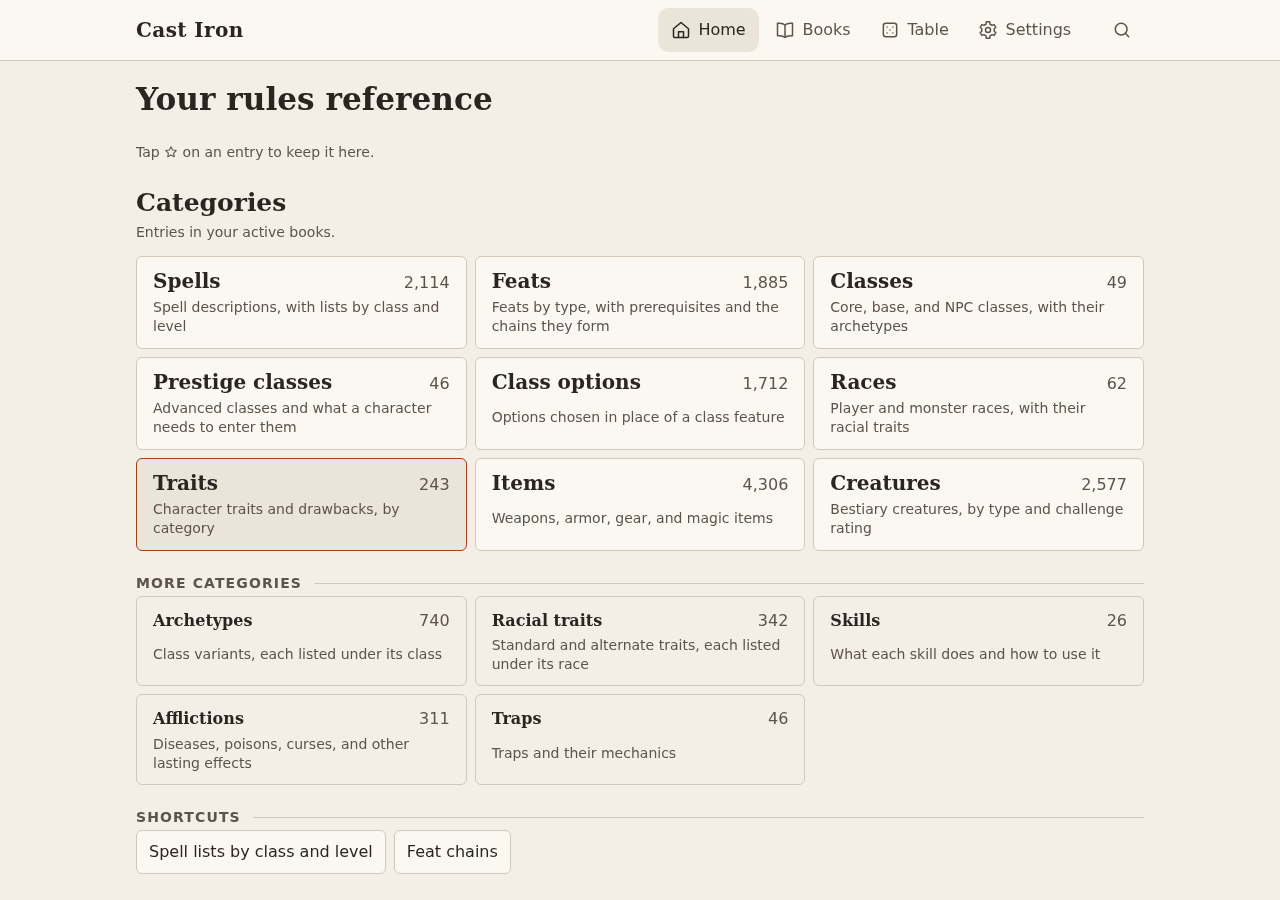 Cast Iron
Home
Books
Table
Settings
Your rules reference
Tap ☆ on an entry to keep it here.
Categories
Entries in your active books.
Spells 2,114
Spell descriptions, with lists by class and
level
Feats 1,885
Feats by type, with prerequisites and the
chains they form
Classes 49
Core, base, and NPC classes, with their
archetypes
Prestige classes 46
Advanced classes and what a character
needs to enter them
Class options 1,712
Options chosen in place of a class feature
Races 62
Player and monster races, with their
racial traits
Traits 243
Character traits and drawbacks, by
category
Items 4,306
Weapons, armor, gear, and magic items
Creatures 2,577
Bestiary creatures, by type and challenge
rating
MORE CATEGORIES
Archetypes 740
Class variants, each listed under its class
Racial traits 342
Standard and alternate traits, each listed
under its race
Skills 26
What each skill does and how to use it
Afflictions 311
Diseases, poisons, curses, and other
lasting effects
Traps 46
Traps and their mechanics
SHORTCUTS
Spell lists by class and level
Feat chains